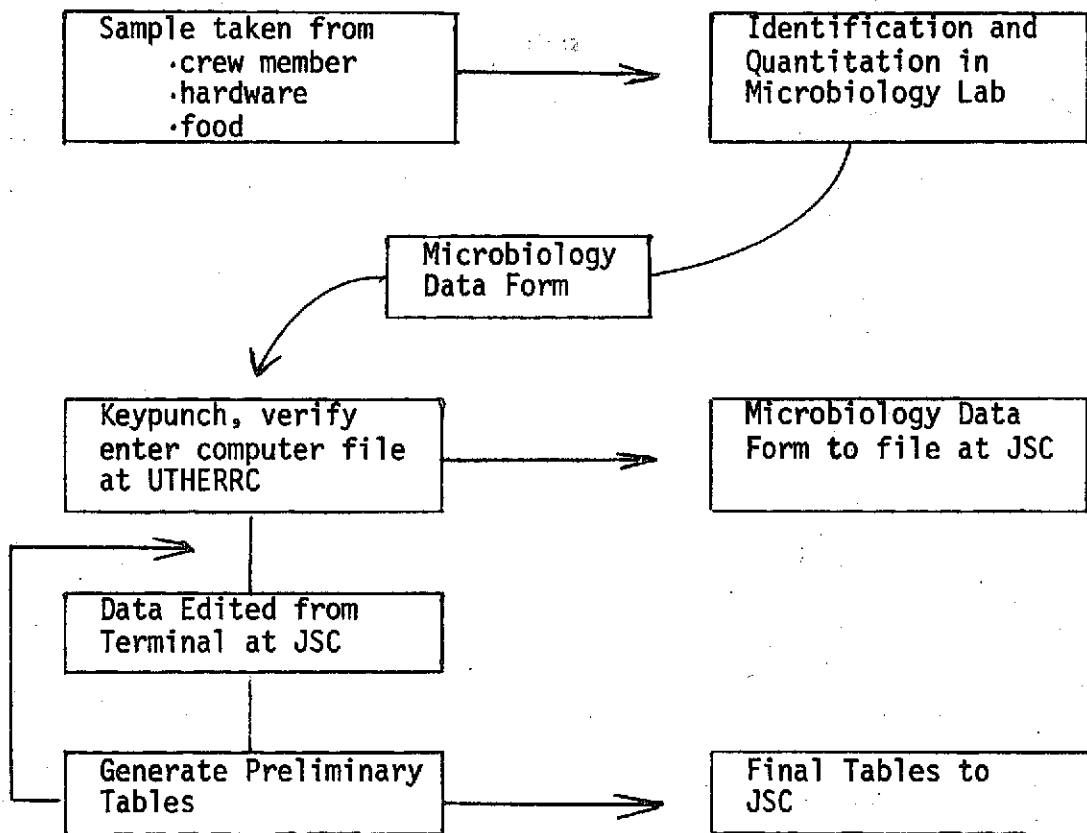 Sample taken from
·crew member
·hardware
·food
Identification and
Quantitation in
Microbiology Lab
Microbiology
Data Form
Keypunch, verify
enter computer file
at UTHERRC
Microbiology Data
Form to file at JSC
Data Edited from
Terminal at JSC
Generate Preliminary
Tables
Final Tables to
JSC